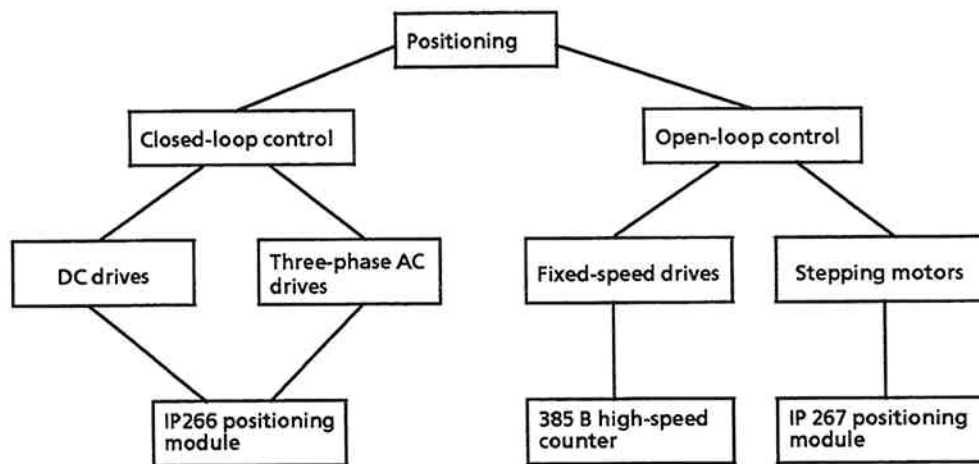 Positioning
Closed-loop control
Open-loop control
DC drives
Three-phase AC
drives
Fixed-speed drives
Stepping motors
IP266 positioning
module
385 B high-speed
counter
IP 267 positioning
module